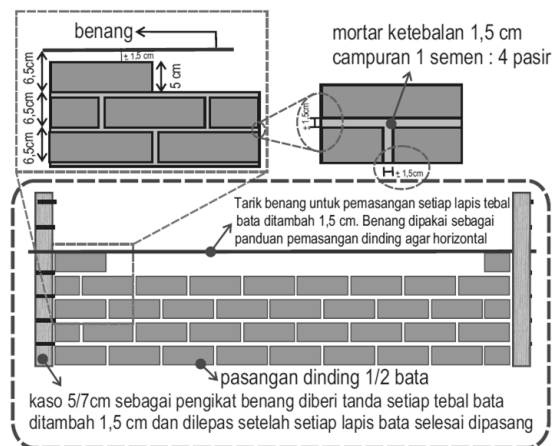 benang
± 1,5 cm
6,5cm
5 cm
6,5cm
6,5cm
mortar ketebalan 1,5 cm
campuran 1 semen : 4 pasir
± 1,5cm
± 1,5cm
Tarik benang untuk pemasangan setiap lapis tebal
bata ditambah 1,5 cm. Benang dipakai sebagai
panduan pemasangan dinding agar horizontal
pasangan dinding 1/2 bata
kaso 5/7cm sebagai pengikat benang diberi tanda setiap tebal bata
ditambah 1,5 cm dan dilepas setelah setiap lapis bata selesai dipasang